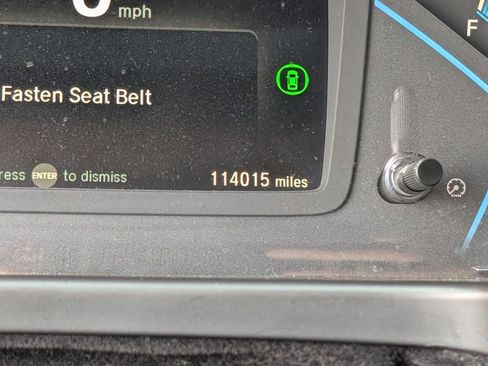 mph
Fasten Seat Belt
ress ENTER to dismiss
114015 miles
F